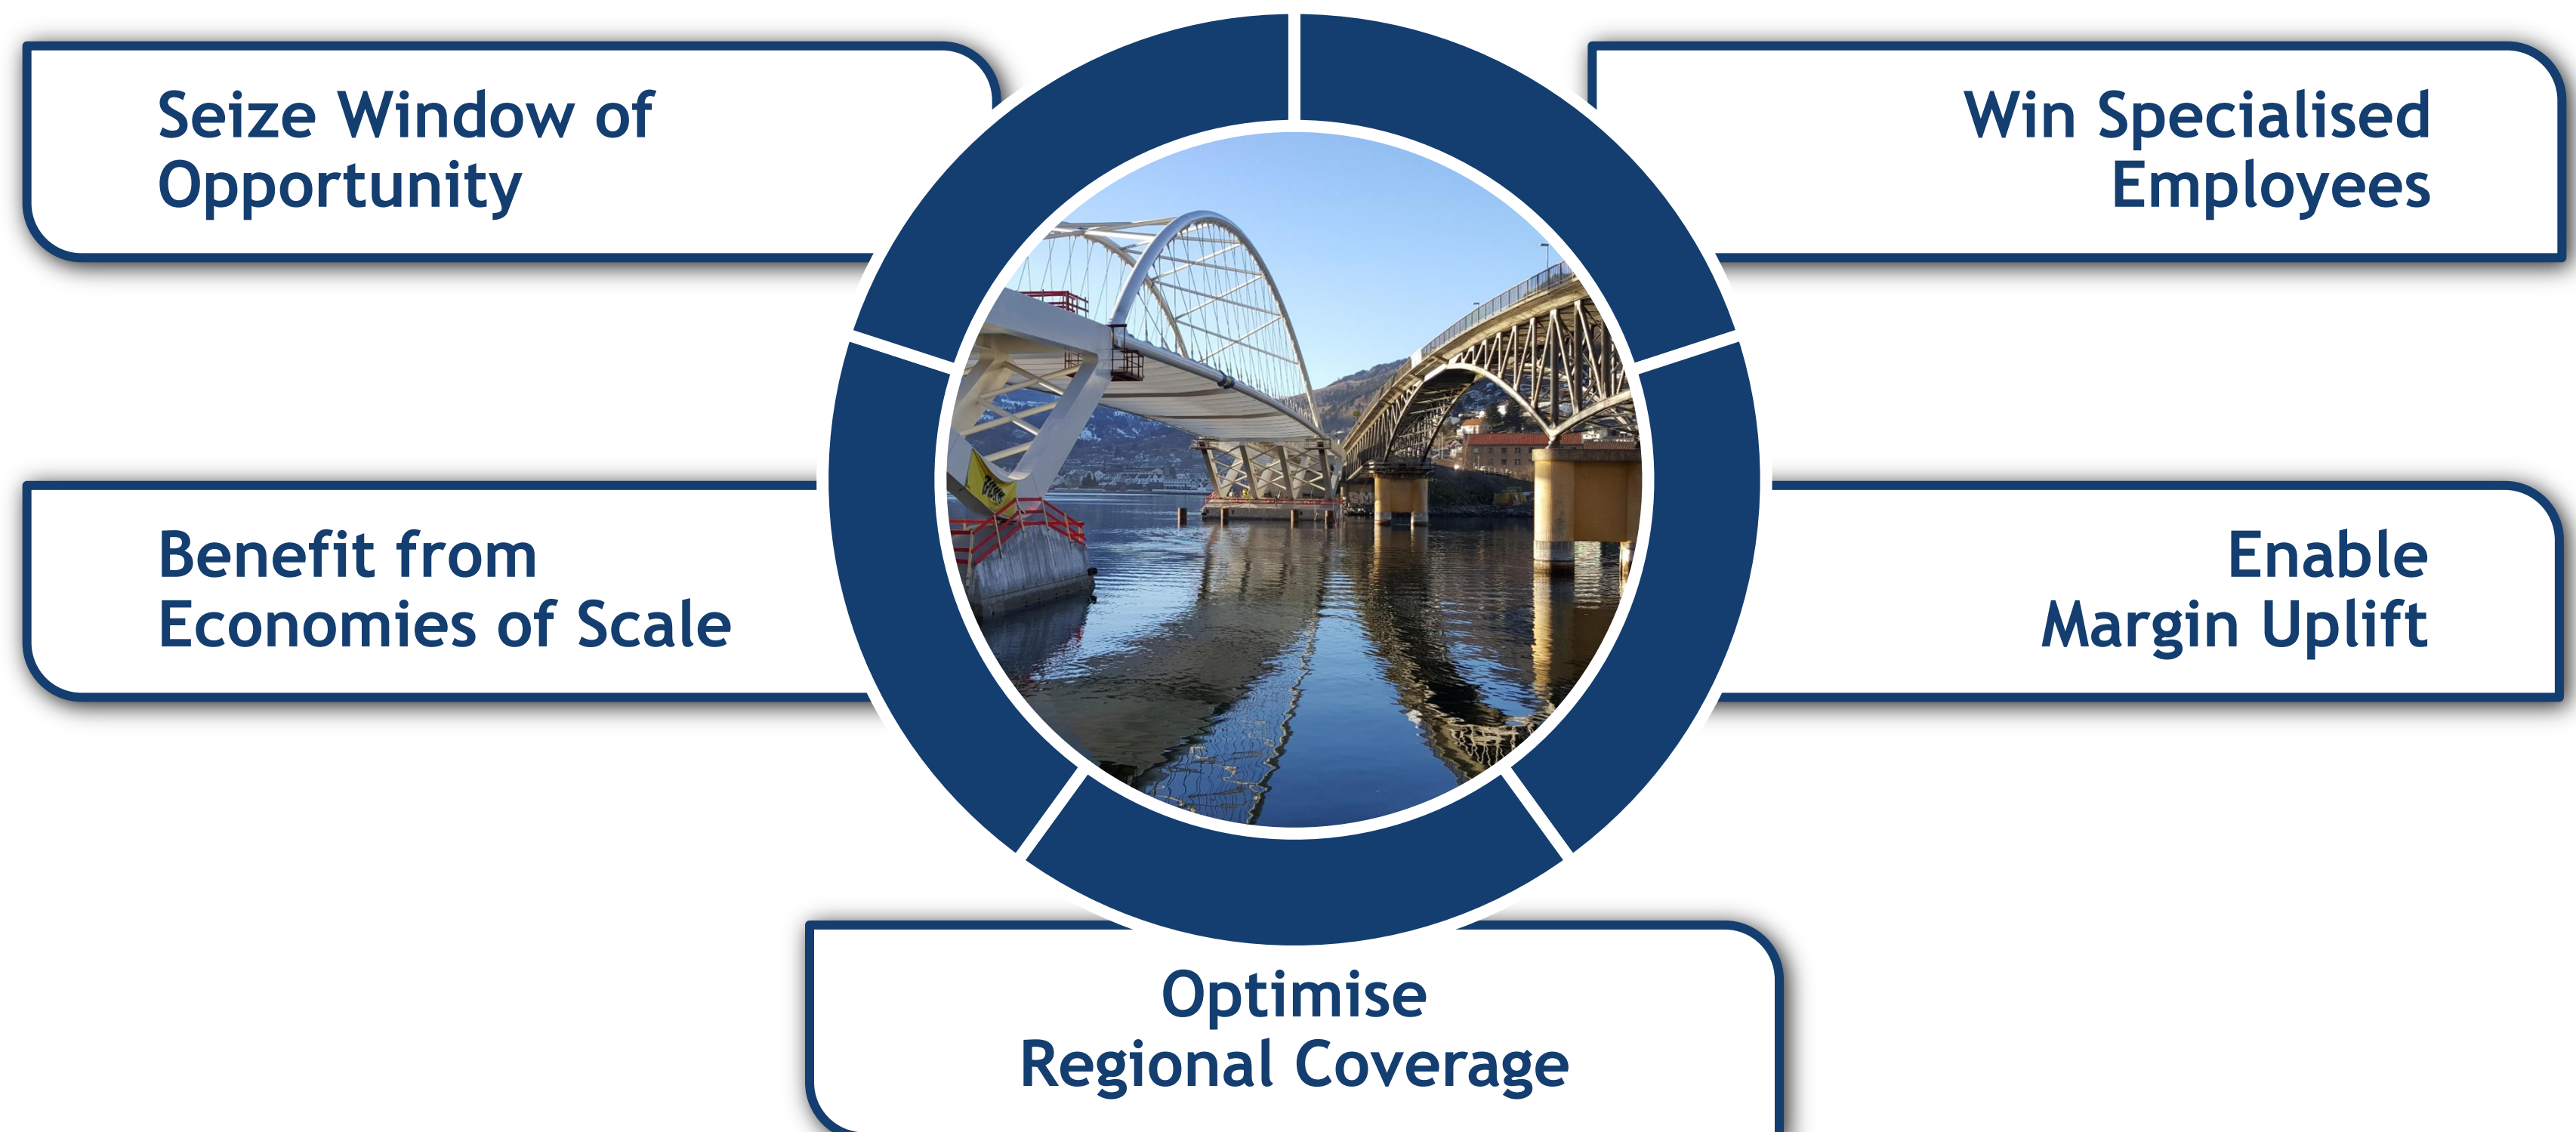 Seize Window of
Opportunity
Win Specialised
Employees
Benefit from
Economies of Scale
Enable
Margin Uplift
Optimise
Regional Coverage